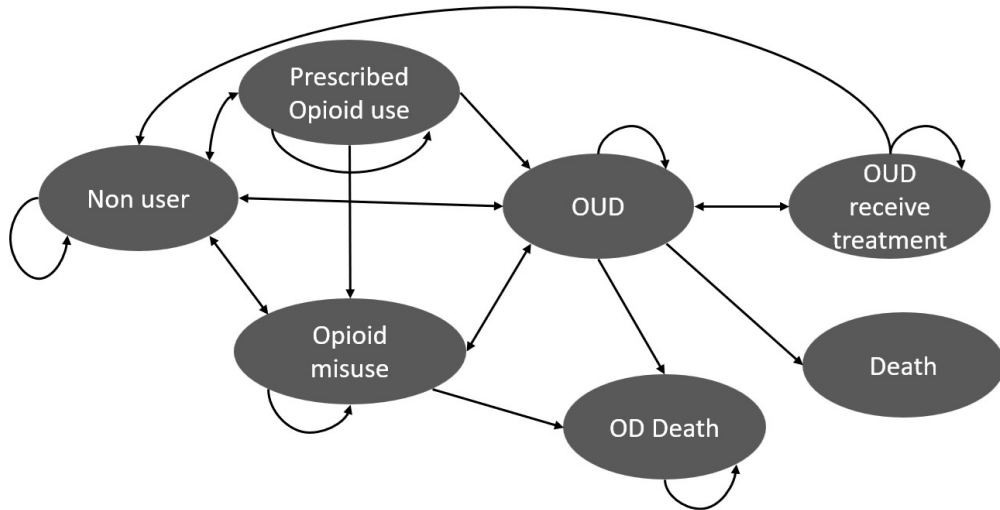 Prescribed
Opioid use
Non user
OUD
OUD
receive
treatment
Opioid
misuse
Death
OD Death